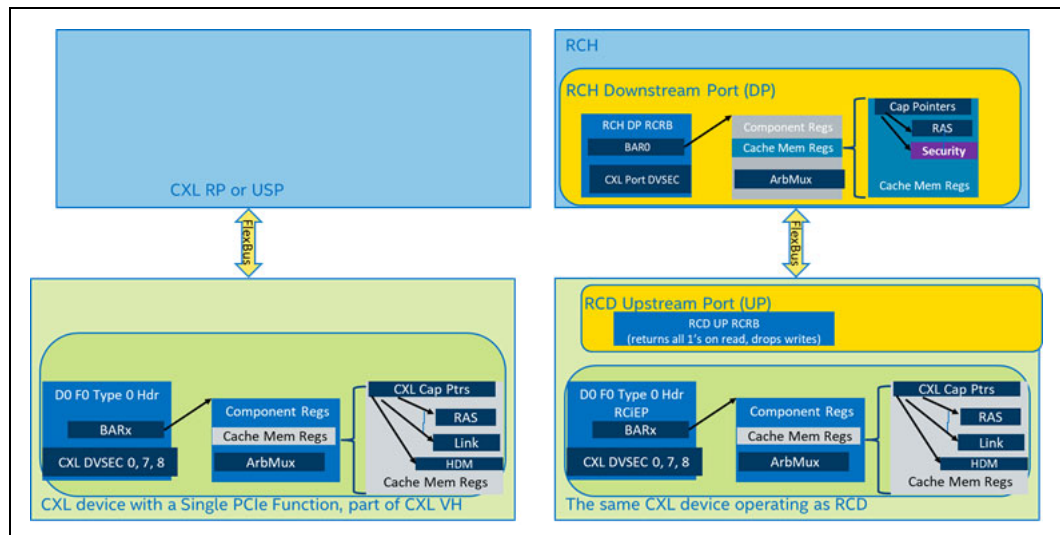 CXL RP or USP
FlexBus
D0 F0 Type 0 Hdr
BARx
CXL DVSEC 0, 7, 8
Component Regs
Cache Mem Regs
ArbMux
CXL Cap Ptrs
RAS
Link
HDM
Cache Mem Regs
CXL device with a Single PCIe Function, part of CXL VH
RCH
RCH Downstream Port (DP)
RCH DP RCRB
BAR0
CXL Port DVSEC
Component Regs
Cache Mem Regs
ArbMux
Cap Pointers
RAS
Security
Cache Mem Regs
FlexBus
RCD Upstream Port (UP)
RCD UP RCRB
(returns all 1's on read, drops writes)
D0 F0 Type 0 Hdr
RCiEP
BARx
CXL DVSEC 0, 7, 8
Component Regs
Cache Mem Regs
ArbMux
CXL Cap Ptrs
RAS
Link
HDM
Cache Mem Regs
The same CXL device operating as RCD